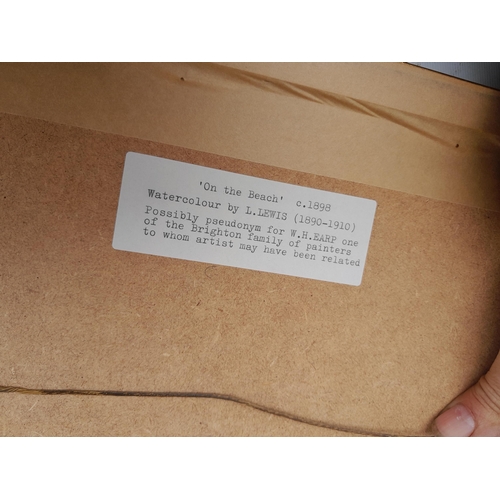 'On the Beach' c.1898
Watercolour by L.LEWIS (1890-1910)
Possibly pseudonym for W.H.EARP one
of the Brighton family of painters
to whom artist may have been related